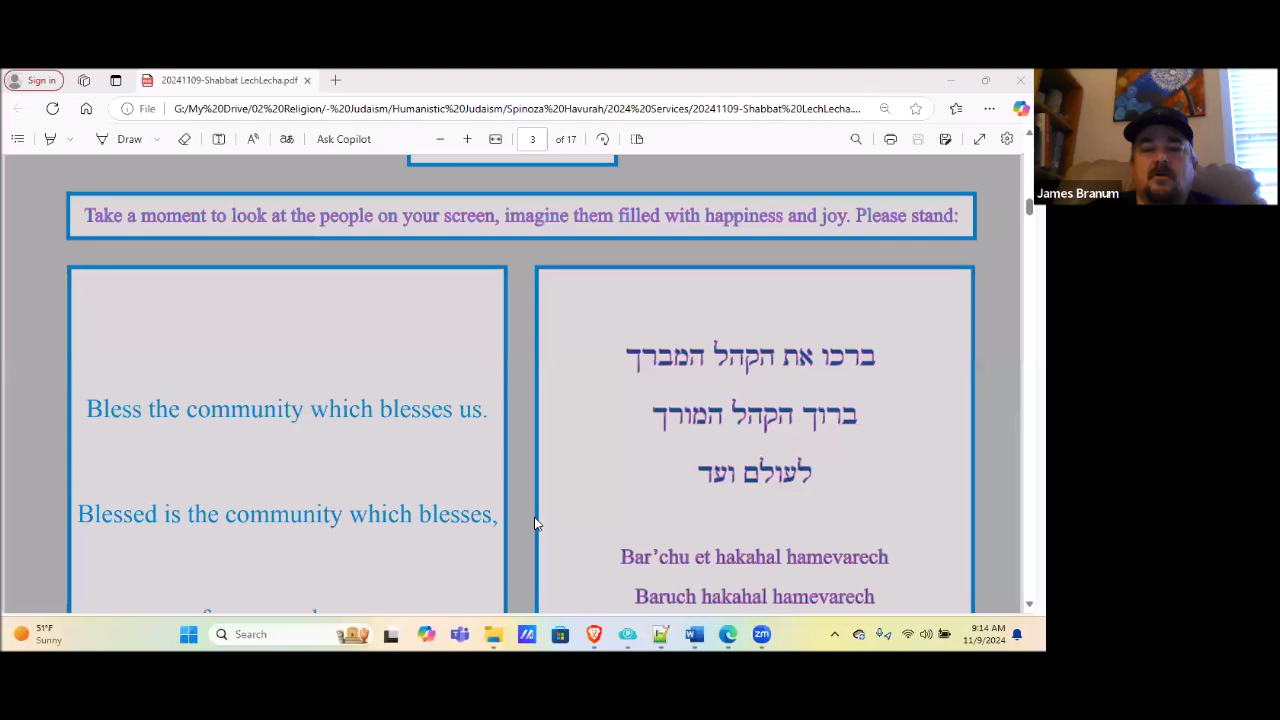 Sign in
20241109-Shabbat LechLecha.pdf
File
G:/My%20Drive/02%20Religion/-%20Judaism/Humanistic%20Judaism/Spinoza%20Havurah/2024%20Services/20241109-Shabbat%20LechLecha....
Draw
Ask Copilot
of 77
James Branum
Take a moment to look at the people on your screen, imagine them filled with happiness and joy. Please stand:
Bless the community which blesses us.
Blessed is the community which blesses,
ברכו את הקהל המברך
ברוך הקהל המורך
לעולם ועד
Bar’chu et hakahal hamevarech
Baruch hakahal hamevarech
51°F
Sunny
Search
zm
9:14 AM
11/9/2024